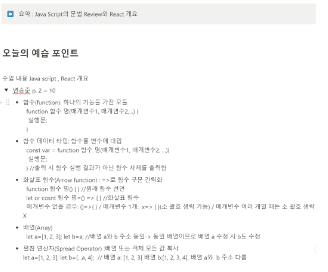 요약 : Java Script의 문법 Review와 React 개요
오늘의 예습 포인트
수업 내용 Java script , React 개요
변수로 p. 2 = 10
함수(function): 하나의 기능을 가진 모듈
function 함수 명(매개변수1, 매개변수2,...) {
실행문;
}
함수 데이터 타입: 함수를 변수에 대입
const var = function 함수 명(매개변수1, 매개변수2, ...){
실행문;
} //출력 시 함수 실행 결과가 아닌 함수 자체를 출력한
화살표 함수(Arrow function) : =>로 함수 구문 간략화
function 함수 명() { } //원래 함수 선언
let or const 함수 명=() => { } //화살표 함수
매개변수 없을 경우: ()=> { } / 매개변수 1개: x=> { }(소 괄호 생략 가능) / 매개변수 여러 개일 때는 소 괄호 생략
X
배열(Array)
let a=[1, 2, 3]; let b=a; //배열 a와 b 주소 동일 -> 동일 배열이므로 배열 a 수정 시 b도 수정
펼침 연산자(Spread Operator): 배열 또는 객체 모든 값 복사
let a=[1, 2, 3]; let b=[...a, 4]; // 배열 a: [1, 2, 3] 배열 b:[1, 2, 3, 4], 배열 a와 b 주소 다름